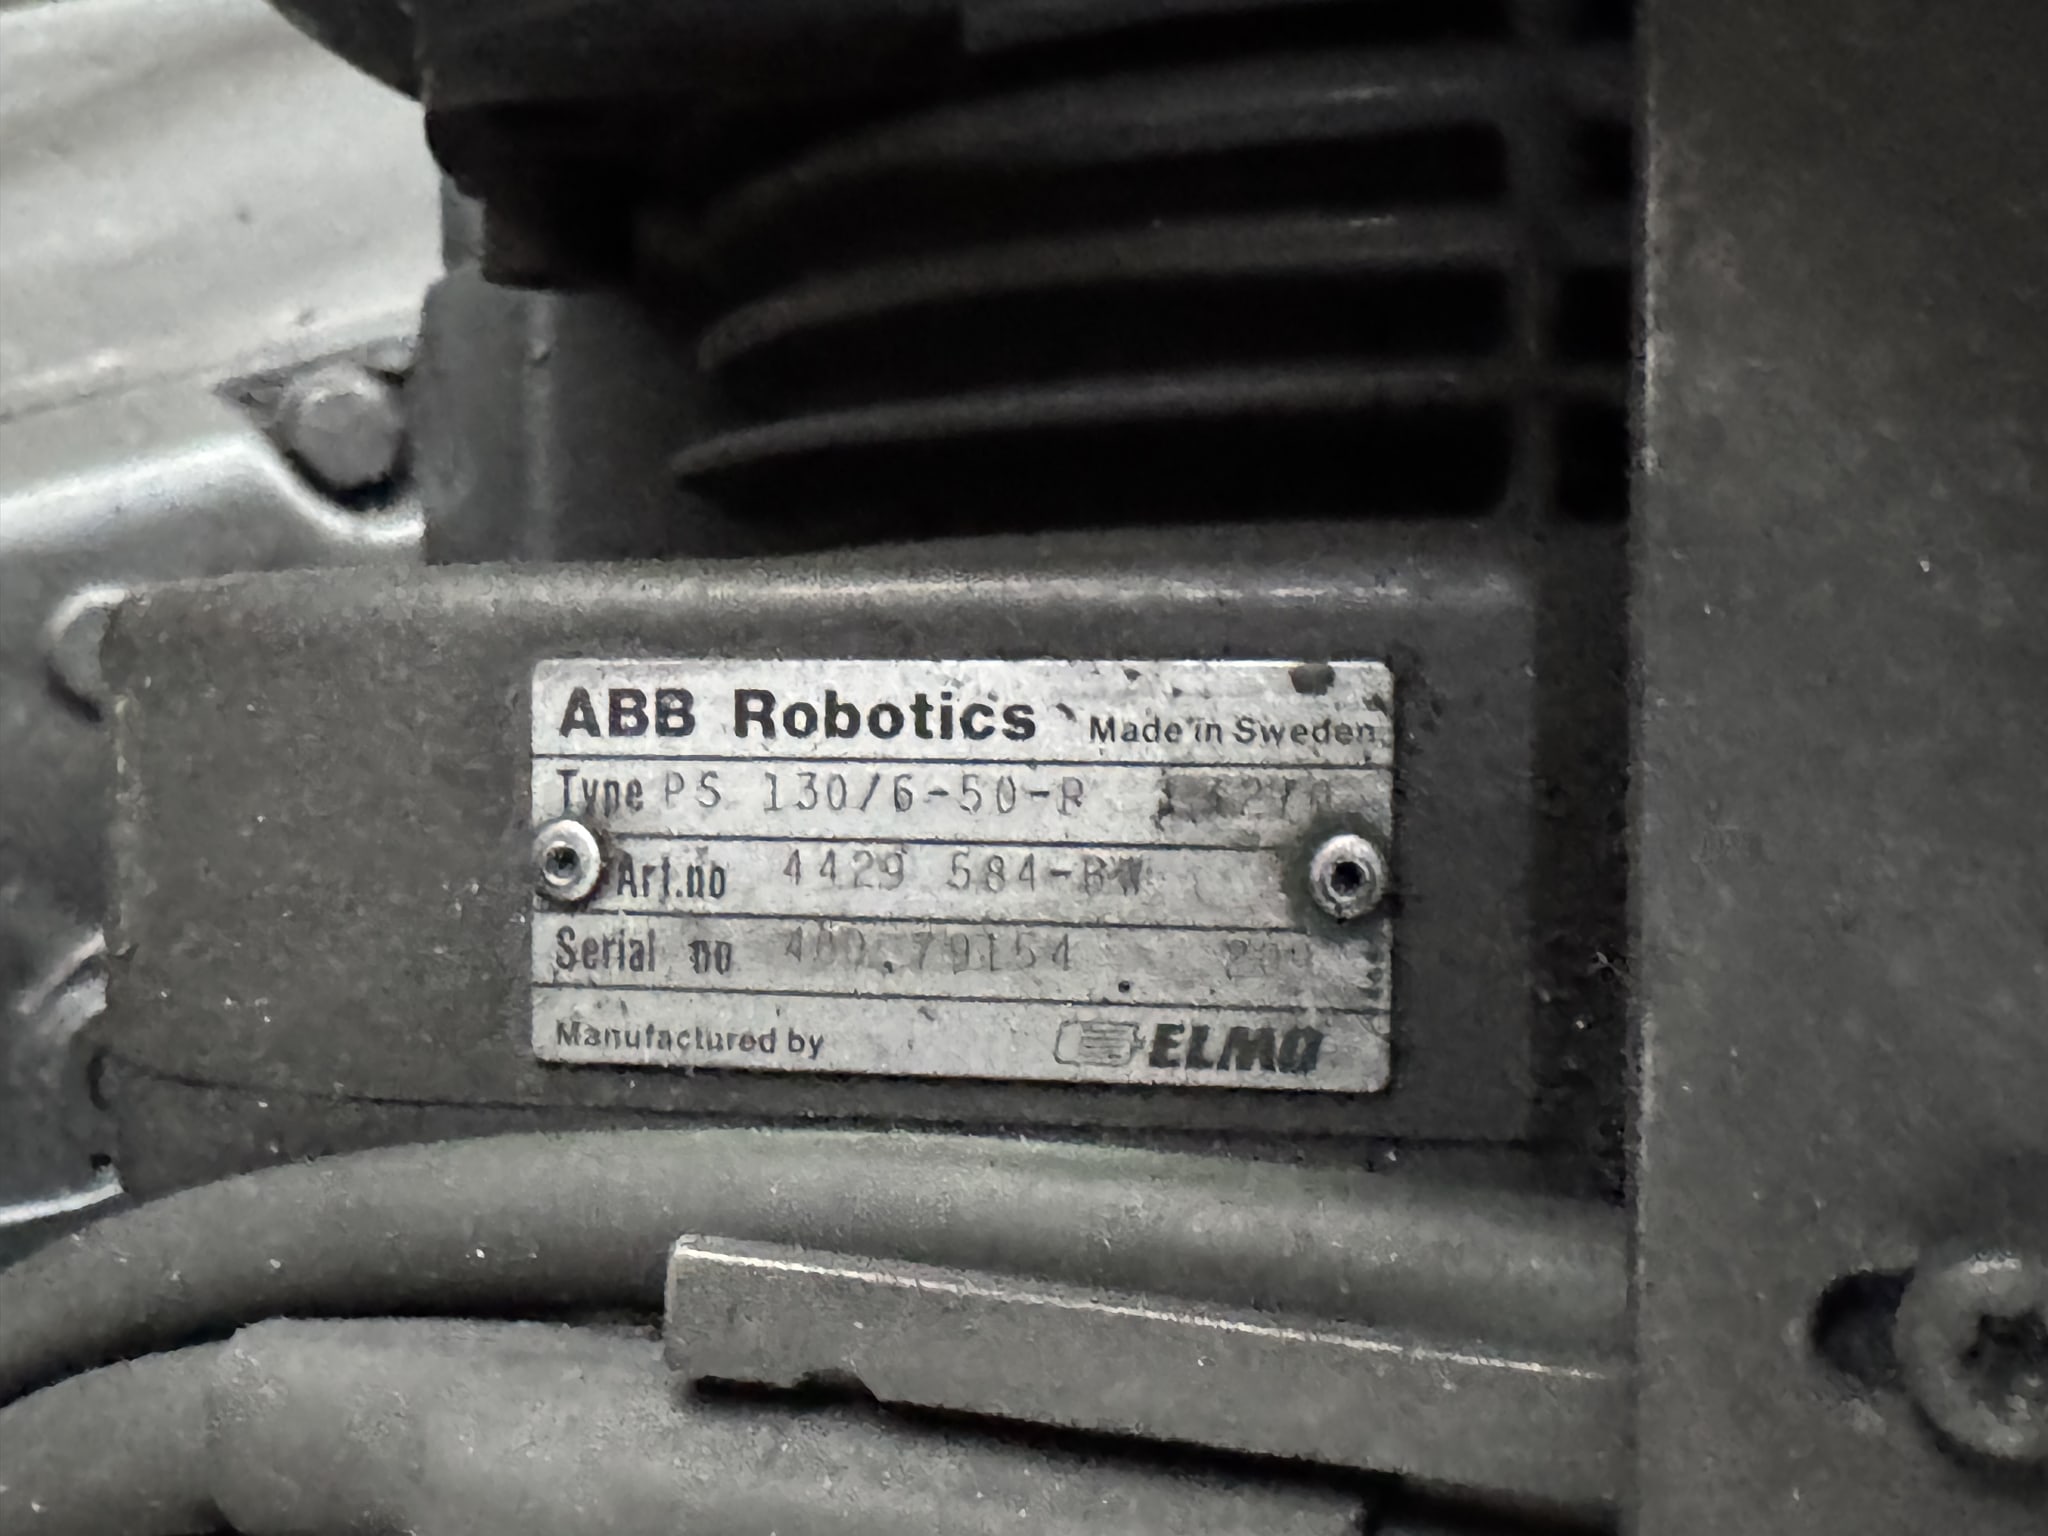 ABB Robotics Made in Sweden
Type PS 130/6-50-P
Art.no 4429 584-BW
Serial no
Manufactured by ELMO